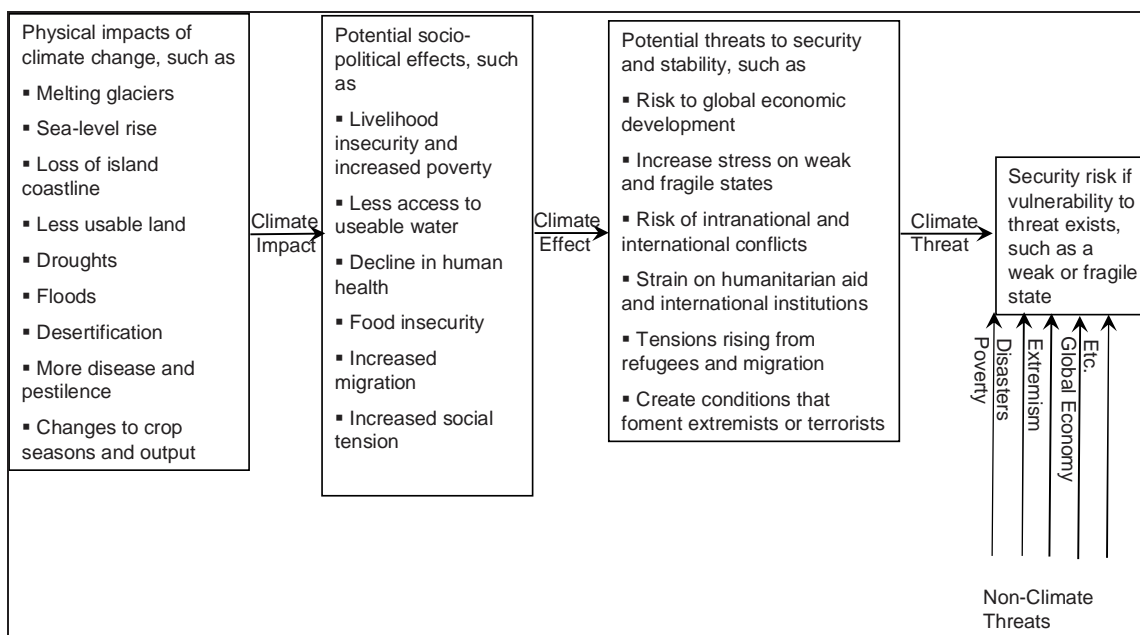 Physical impacts of
climate change, such as
▪ Melting glaciers
▪ Sea-level rise
▪ Loss of island
coastline
▪ Less usable land
▪ Droughts
▪ Floods
▪ Desertification
▪ More disease and
pestilence
▪ Changes to crop
seasons and output
Climate
Impact
Potential socio-
political effects, such
as
▪ Livelihood
insecurity and
increased poverty
▪ Less access to
useable water
▪ Decline in human
health
▪ Food insecurity
▪ Increased
migration
▪ Increased social
tension
Climate
Effect
Potential threats to security
and stability, such as
▪ Risk to global economic
development
▪ Increase stress on weak
and fragile states
▪ Risk of intranational and
international conflicts
▪ Strain on humanitarian aid
and international institutions
▪ Tensions rising from
refugees and migration
▪ Create conditions that
foment extremists or terrorists
Climate
Threat
Security risk if
vulnerability to
threat exists,
such as a
weak or fragile
state
Poverty
Disasters
Extremism
Global Economy
Etc.
Non-Climate
Threats